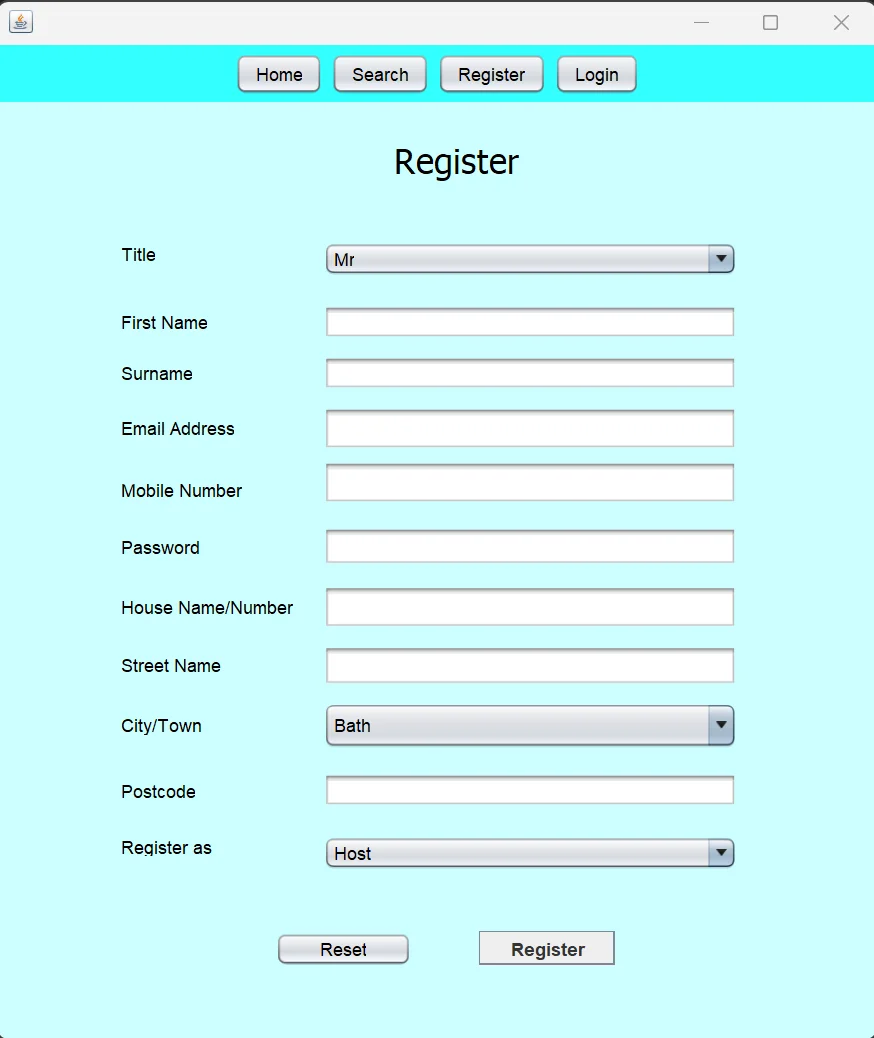 Home Search Register Login
Register
Title Mr
First Name
Surname
Email Address
Mobile Number
Password
House Name/Number
Street Name
City/Town Bath
Postcode
Register as Host
Reset Register